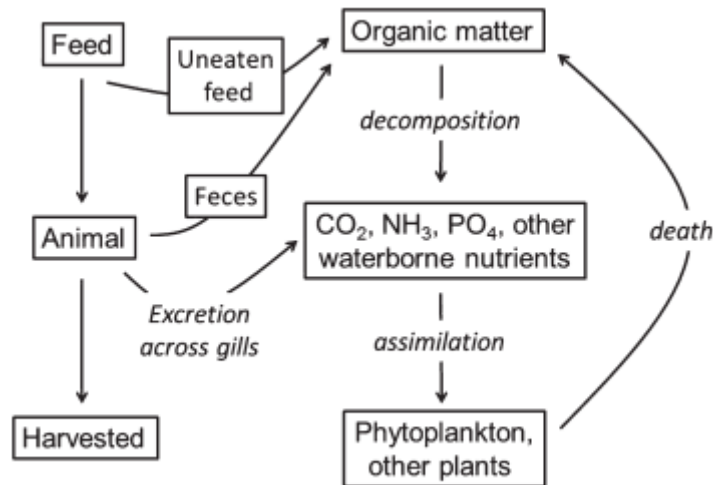 Feed
Uneaten
feed
Organic matter
decomposition
Feces
Animal
CO₂, NH₃, PO₄, other
waterborne nutrients
death
Excretion
across gills
assimilation
Harvested
Phytoplankton,
other plants